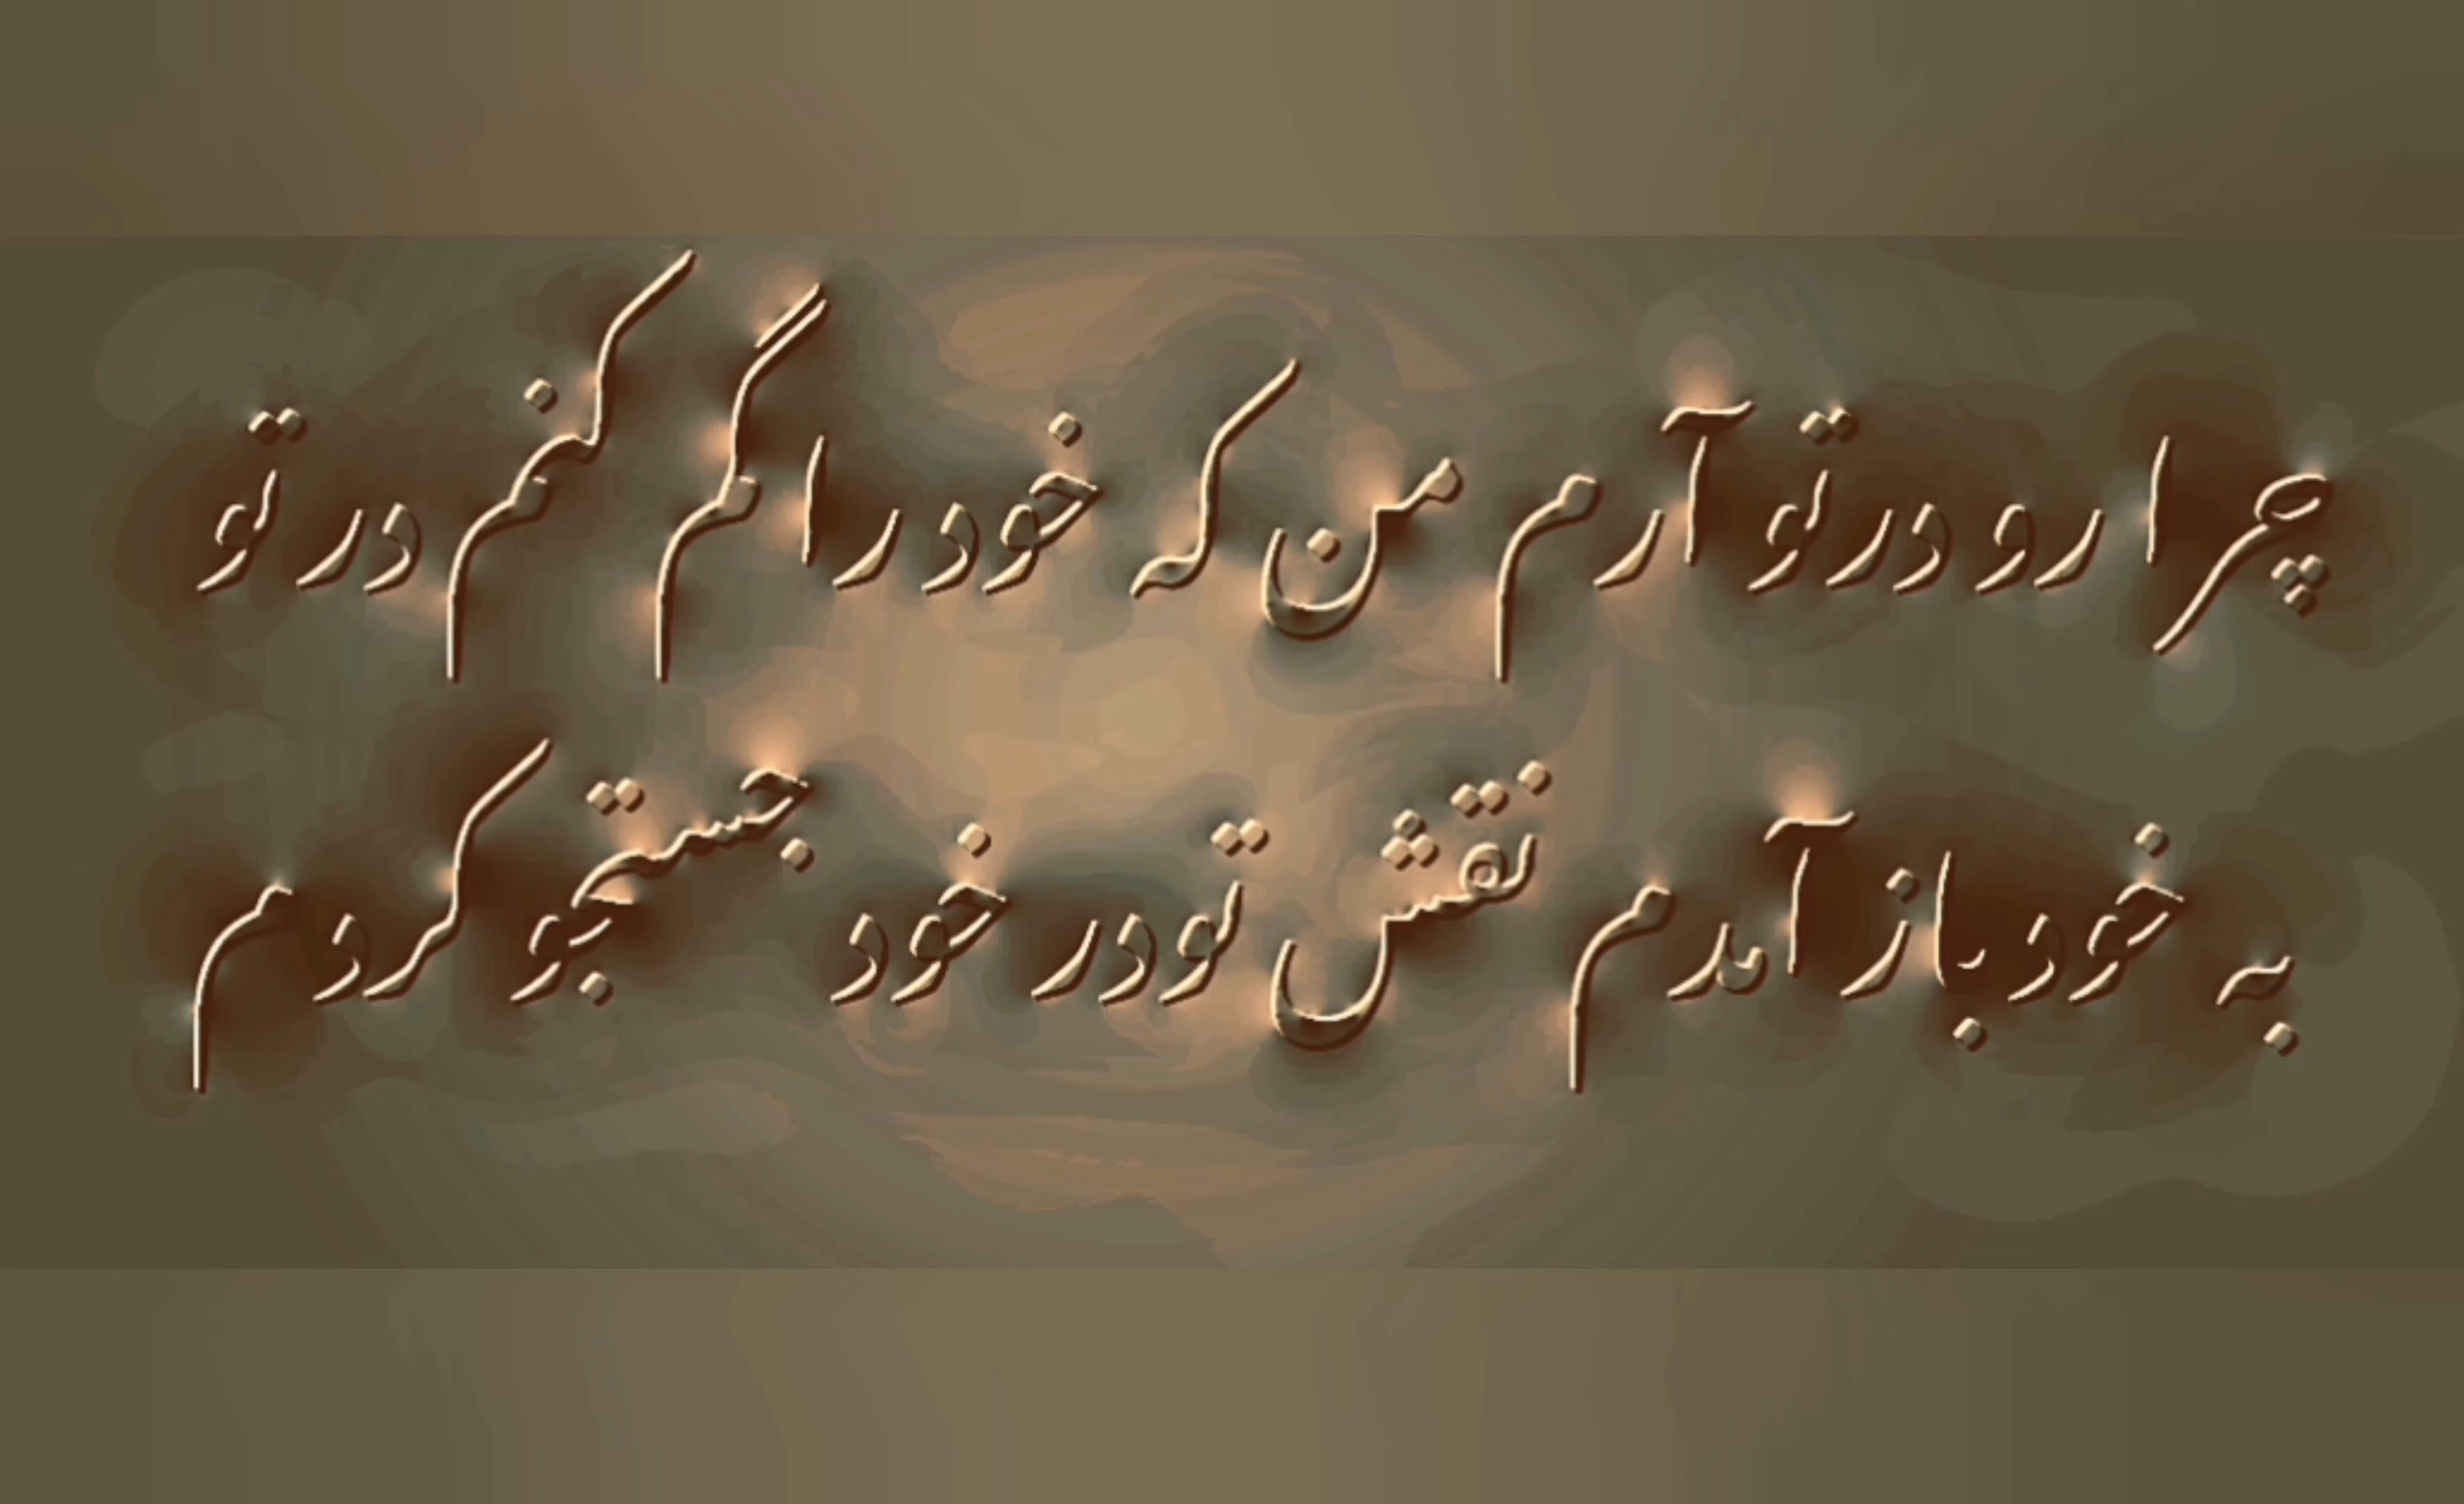 چرا رو در تو آرم من که خود را گم کنم در تو
به خود باز آمدم نقش تو در خود جستجو کردم